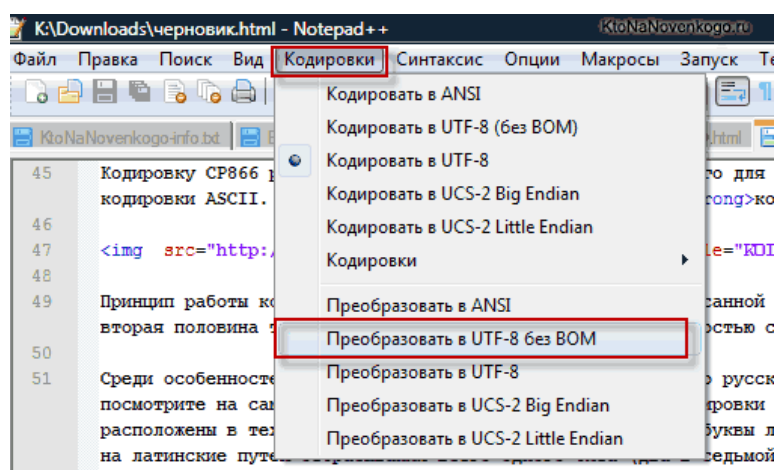 K:\Downloads\черновик.html - Notepad++
KtoNaNovenkogo.ru
Файл Правка Поиск Вид Кодировки Синтаксис Опции Макросы Запуск
KtoNaNovenkogo-info.txt
.html
Кодировать в ANSI
Кодировать в UTF-8 (без BOM)
Кодировать в UTF-8
Кодировать в UCS-2 Big Endian
Кодировать в UCS-2 Little Endian
Кодировки
Преобразовать в ANSI
Преобразовать в UTF-8 без BOM
Преобразовать в UTF-8
Преобразовать в UCS-2 Big Endian
Преобразовать в UCS-2 Little Endian
45 Кодировку CP866 го для
кодировки ASCII. rong>ко
46
47 <img src="http:/ le="KOI
48
49 Принцип работы ко санной
вторая половина остью с
50
51 Среди особенносте русск
посмотрите на са ировки
расположены в те буквы л
на латинские путе седьмой